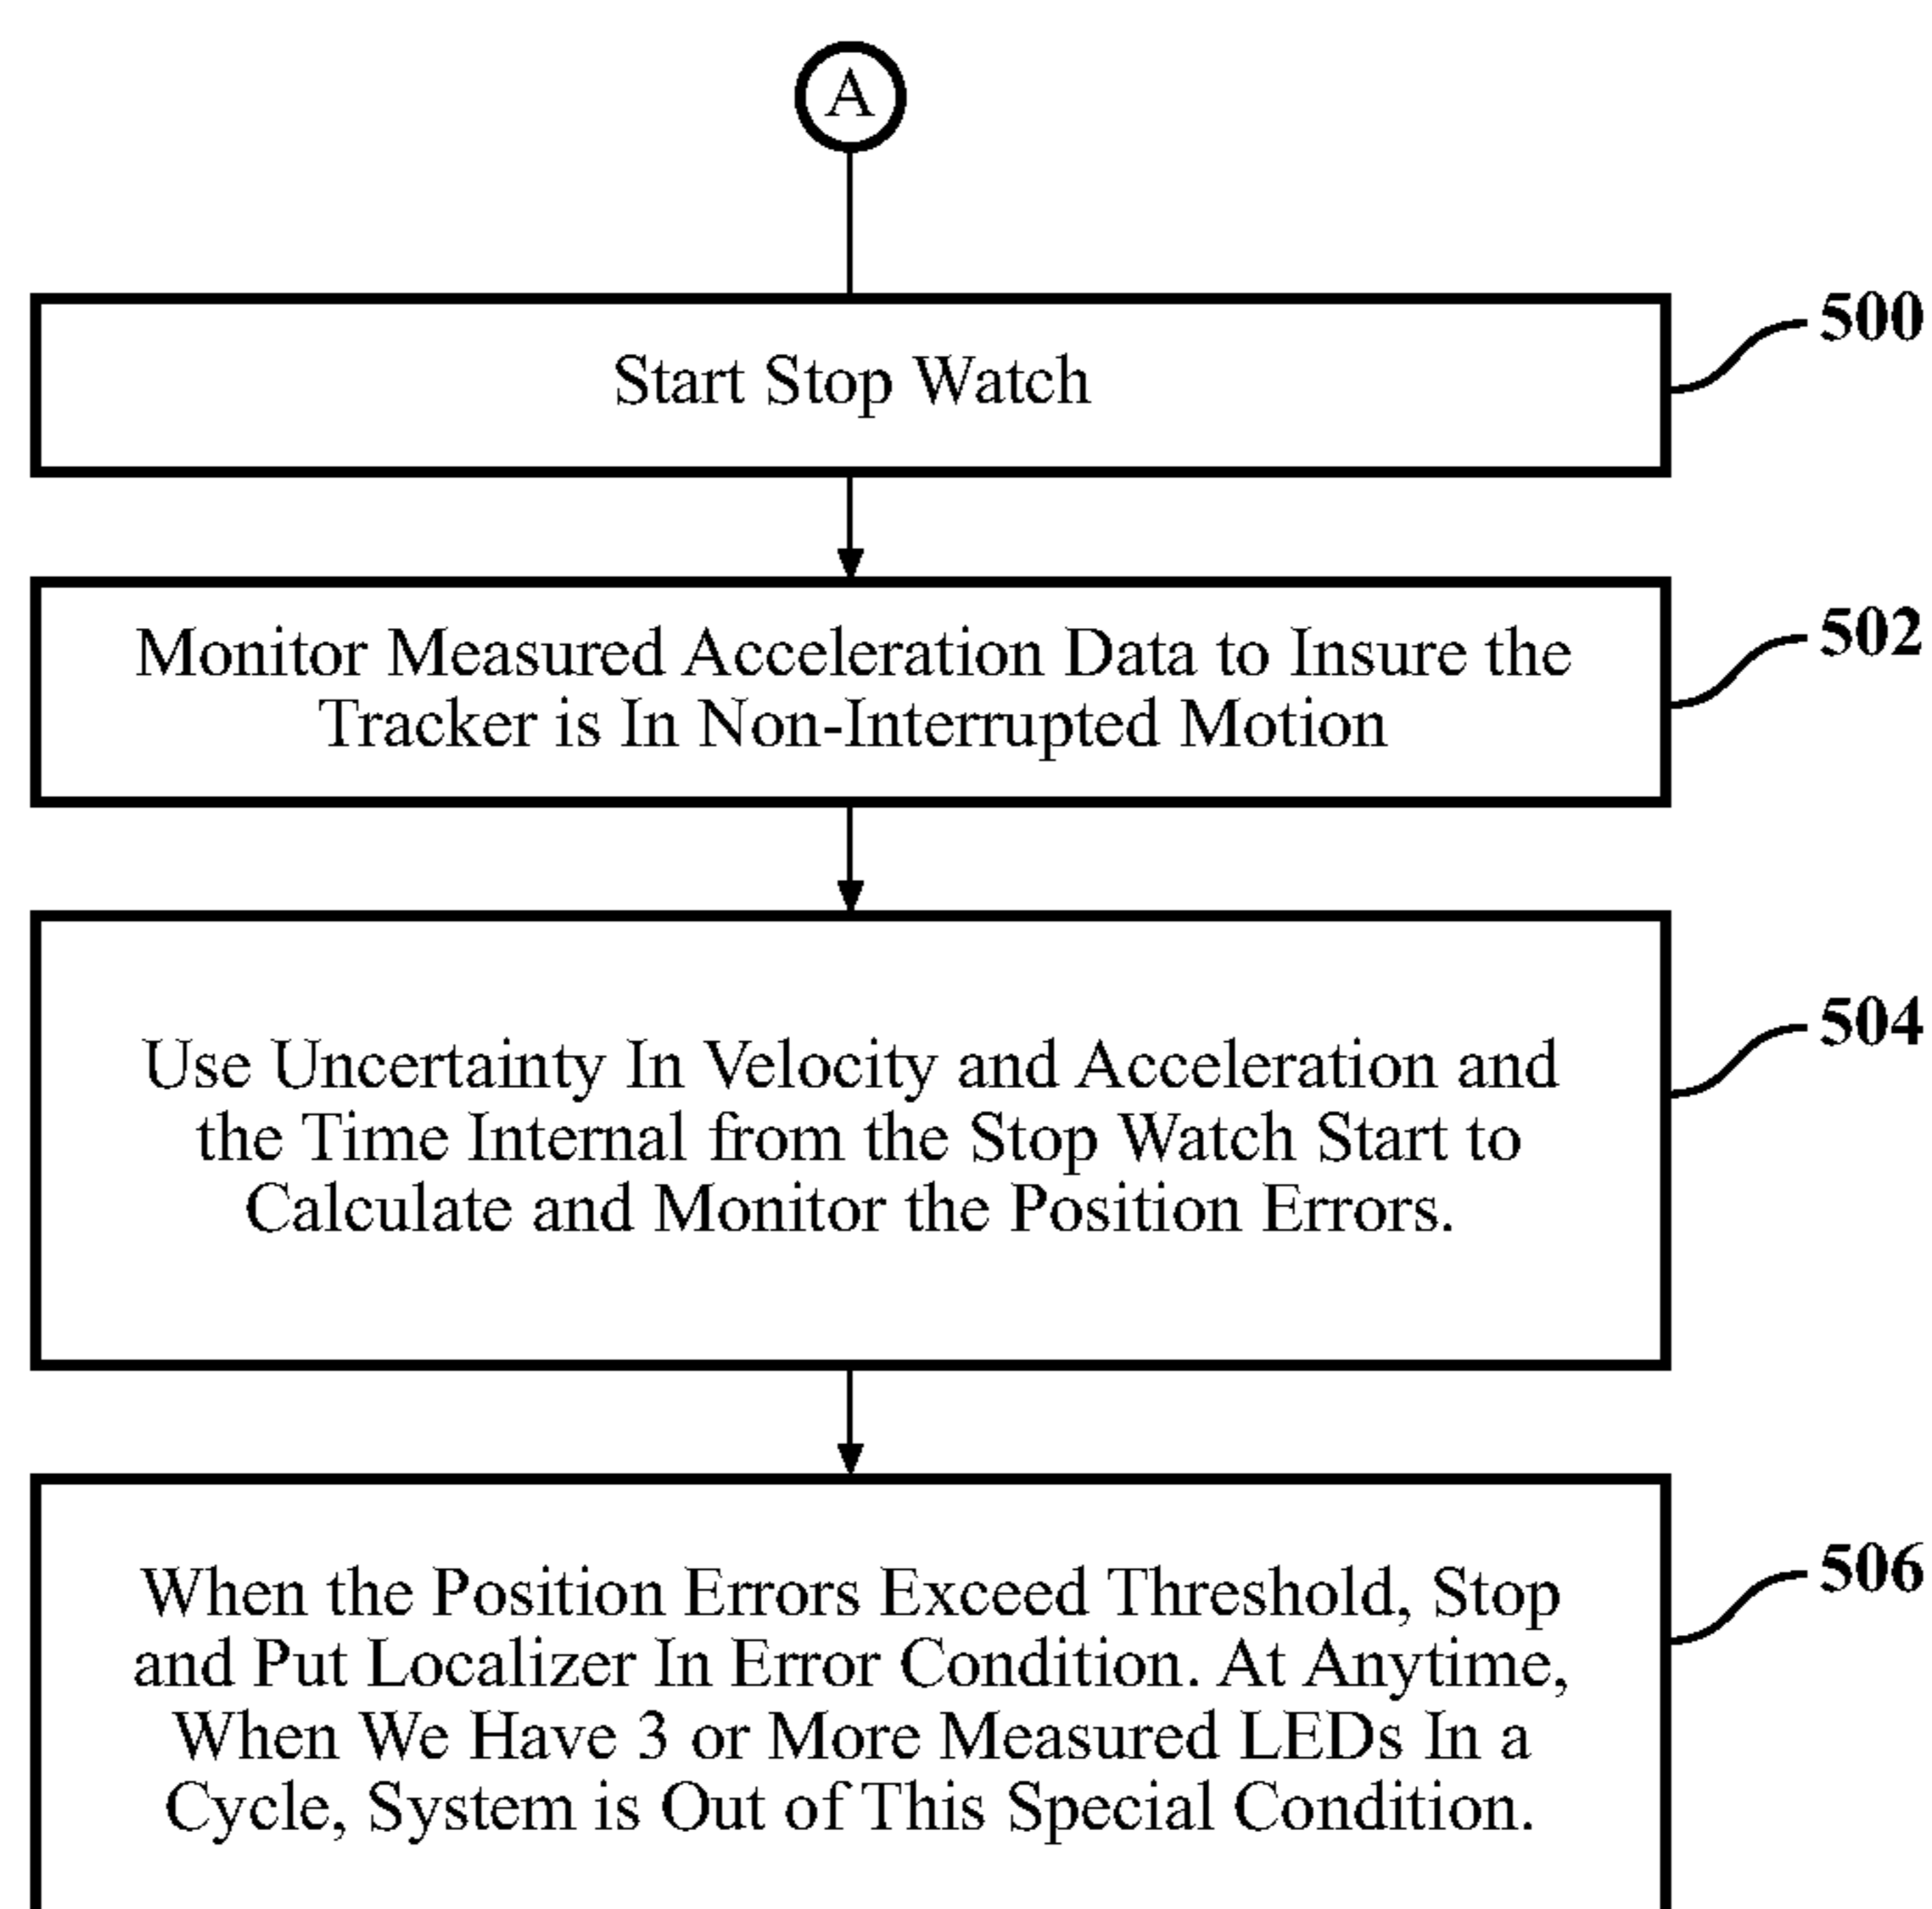 A
500
Start Stop Watch
502
Monitor Measured Acceleration Data to Insure the
Tracker is In Non-Interrupted Motion
504
Use Uncertainty In Velocity and Acceleration and
the Time Internal from the Stop Watch Start to
Calculate and Monitor the Position Errors.
506
When the Position Errors Exceed Threshold, Stop
and Put Localizer In Error Condition. At Anytime,
When We Have 3 or More Measured LEDs In a
Cycle, System is Out of This Special Condition.